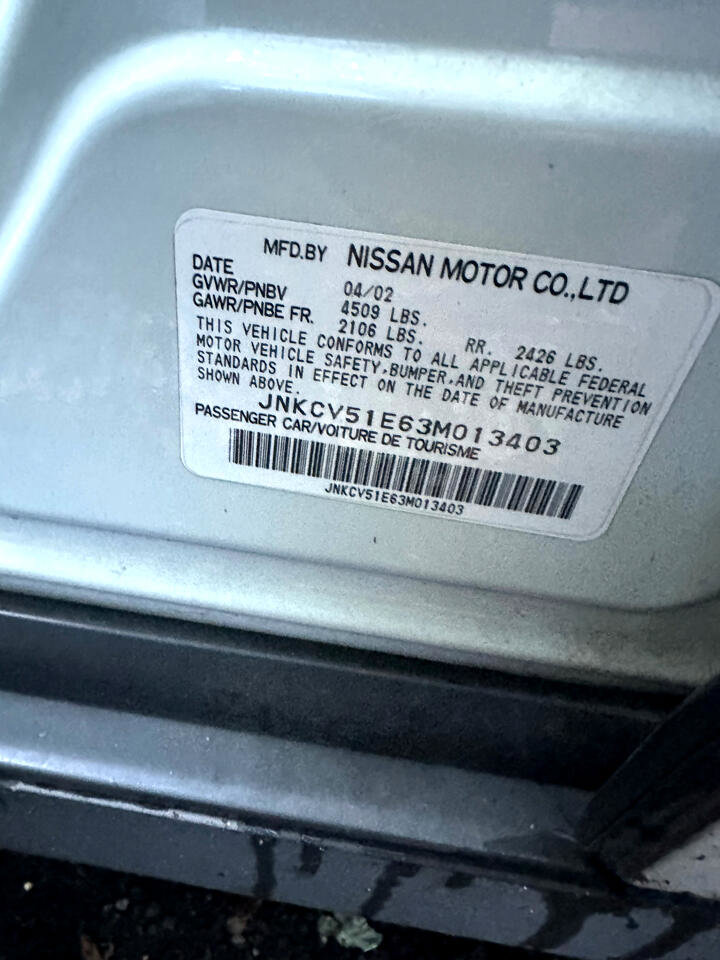 MFD.BY NISSAN MOTOR CO.,LTD
DATE 04/02
GVWR/PNBV 4509 LBS.
GAWR/PNBE FR. 2106 LBS. RR. 2426 LBS.
THIS VEHICLE CONFORMS TO ALL APPLICABLE FEDERAL
MOTOR VEHICLE SAFETY,BUMPER,AND THEFT PREVENTION
STANDARDS IN EFFECT ON THE DATE OF MANUFACTURE
SHOWN ABOVE.
JNKCV51E63M013403
PASSENGER CAR/VOITURE DE TOURISME
JNKCV51E63M013403